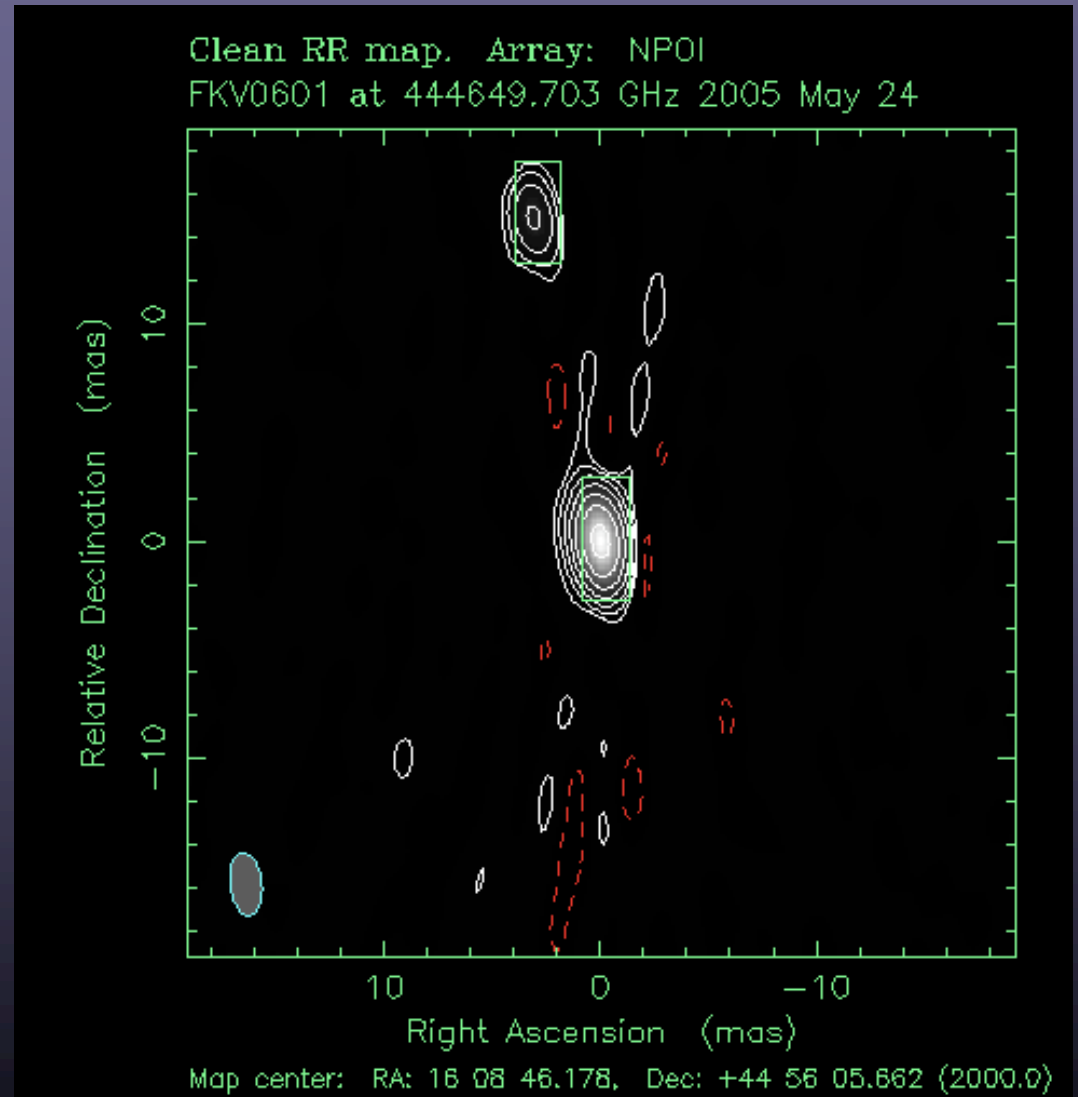 Clean RR map. Array: NPOI
FKV0601 at 444649.703 GHz 2005 May 24
Relative Declination (mas)
10
0
−10
10 0 −10
Right Ascension (mas)
Map center: RA: 16 08 46.178, Dec: +44 56 05.662 (2000.0)